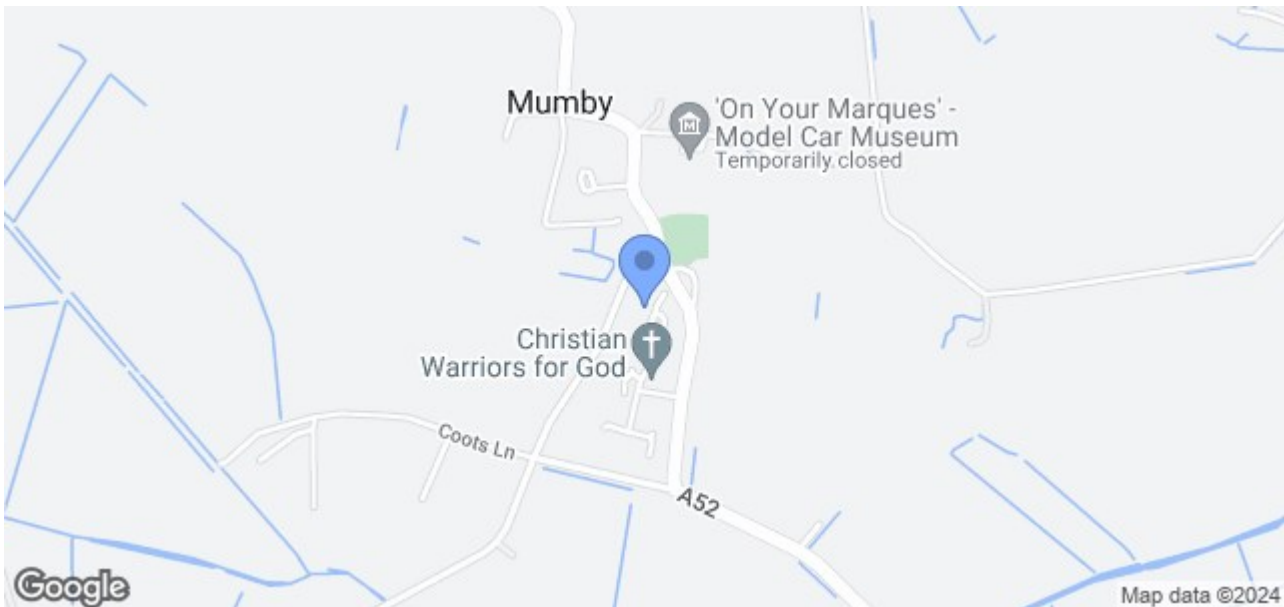 Mumby
'On Your Marques' -
Model Car Museum
Temporarily closed
Christian
Warriors for God
Coots Ln
A52
Google
Map data ©2024